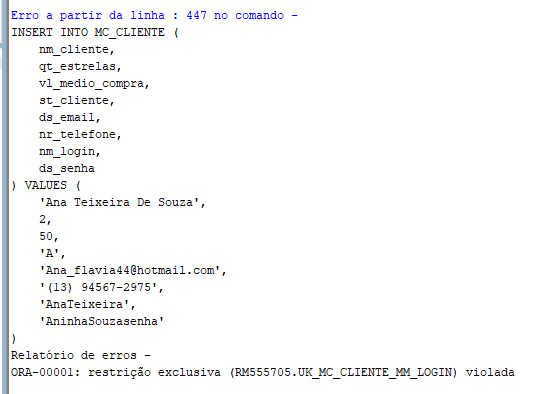 Erro a partir da linha : 447 no comando -
INSERT INTO MC_CLIENTE (
nm_cliente,
qt_estrelas,
vl_medio_compra,
st_cliente,
ds_email,
nr_telefone,
nm_login,
ds_senha
) VALUES (
'Ana Teixeira De Souza',
2,
50,
'A',
'Ana_flavia44@hotmail.com',
'(13) 94567-2975',
'AnaTeixeira',
'AninhaSouzasenha'
)
Relatório de erros -
ORA-00001: restrição exclusiva (RM555705.UK_MC_CLIENTE_MM_LOGIN) violada